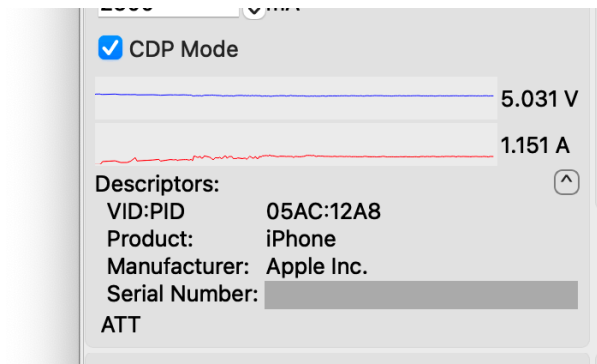 CDP Mode
5.031 V
1.151 A
Descriptors:
VID:PID 05AC:12A8
Product: iPhone
Manufacturer: Apple Inc.
Serial Number:
ATT